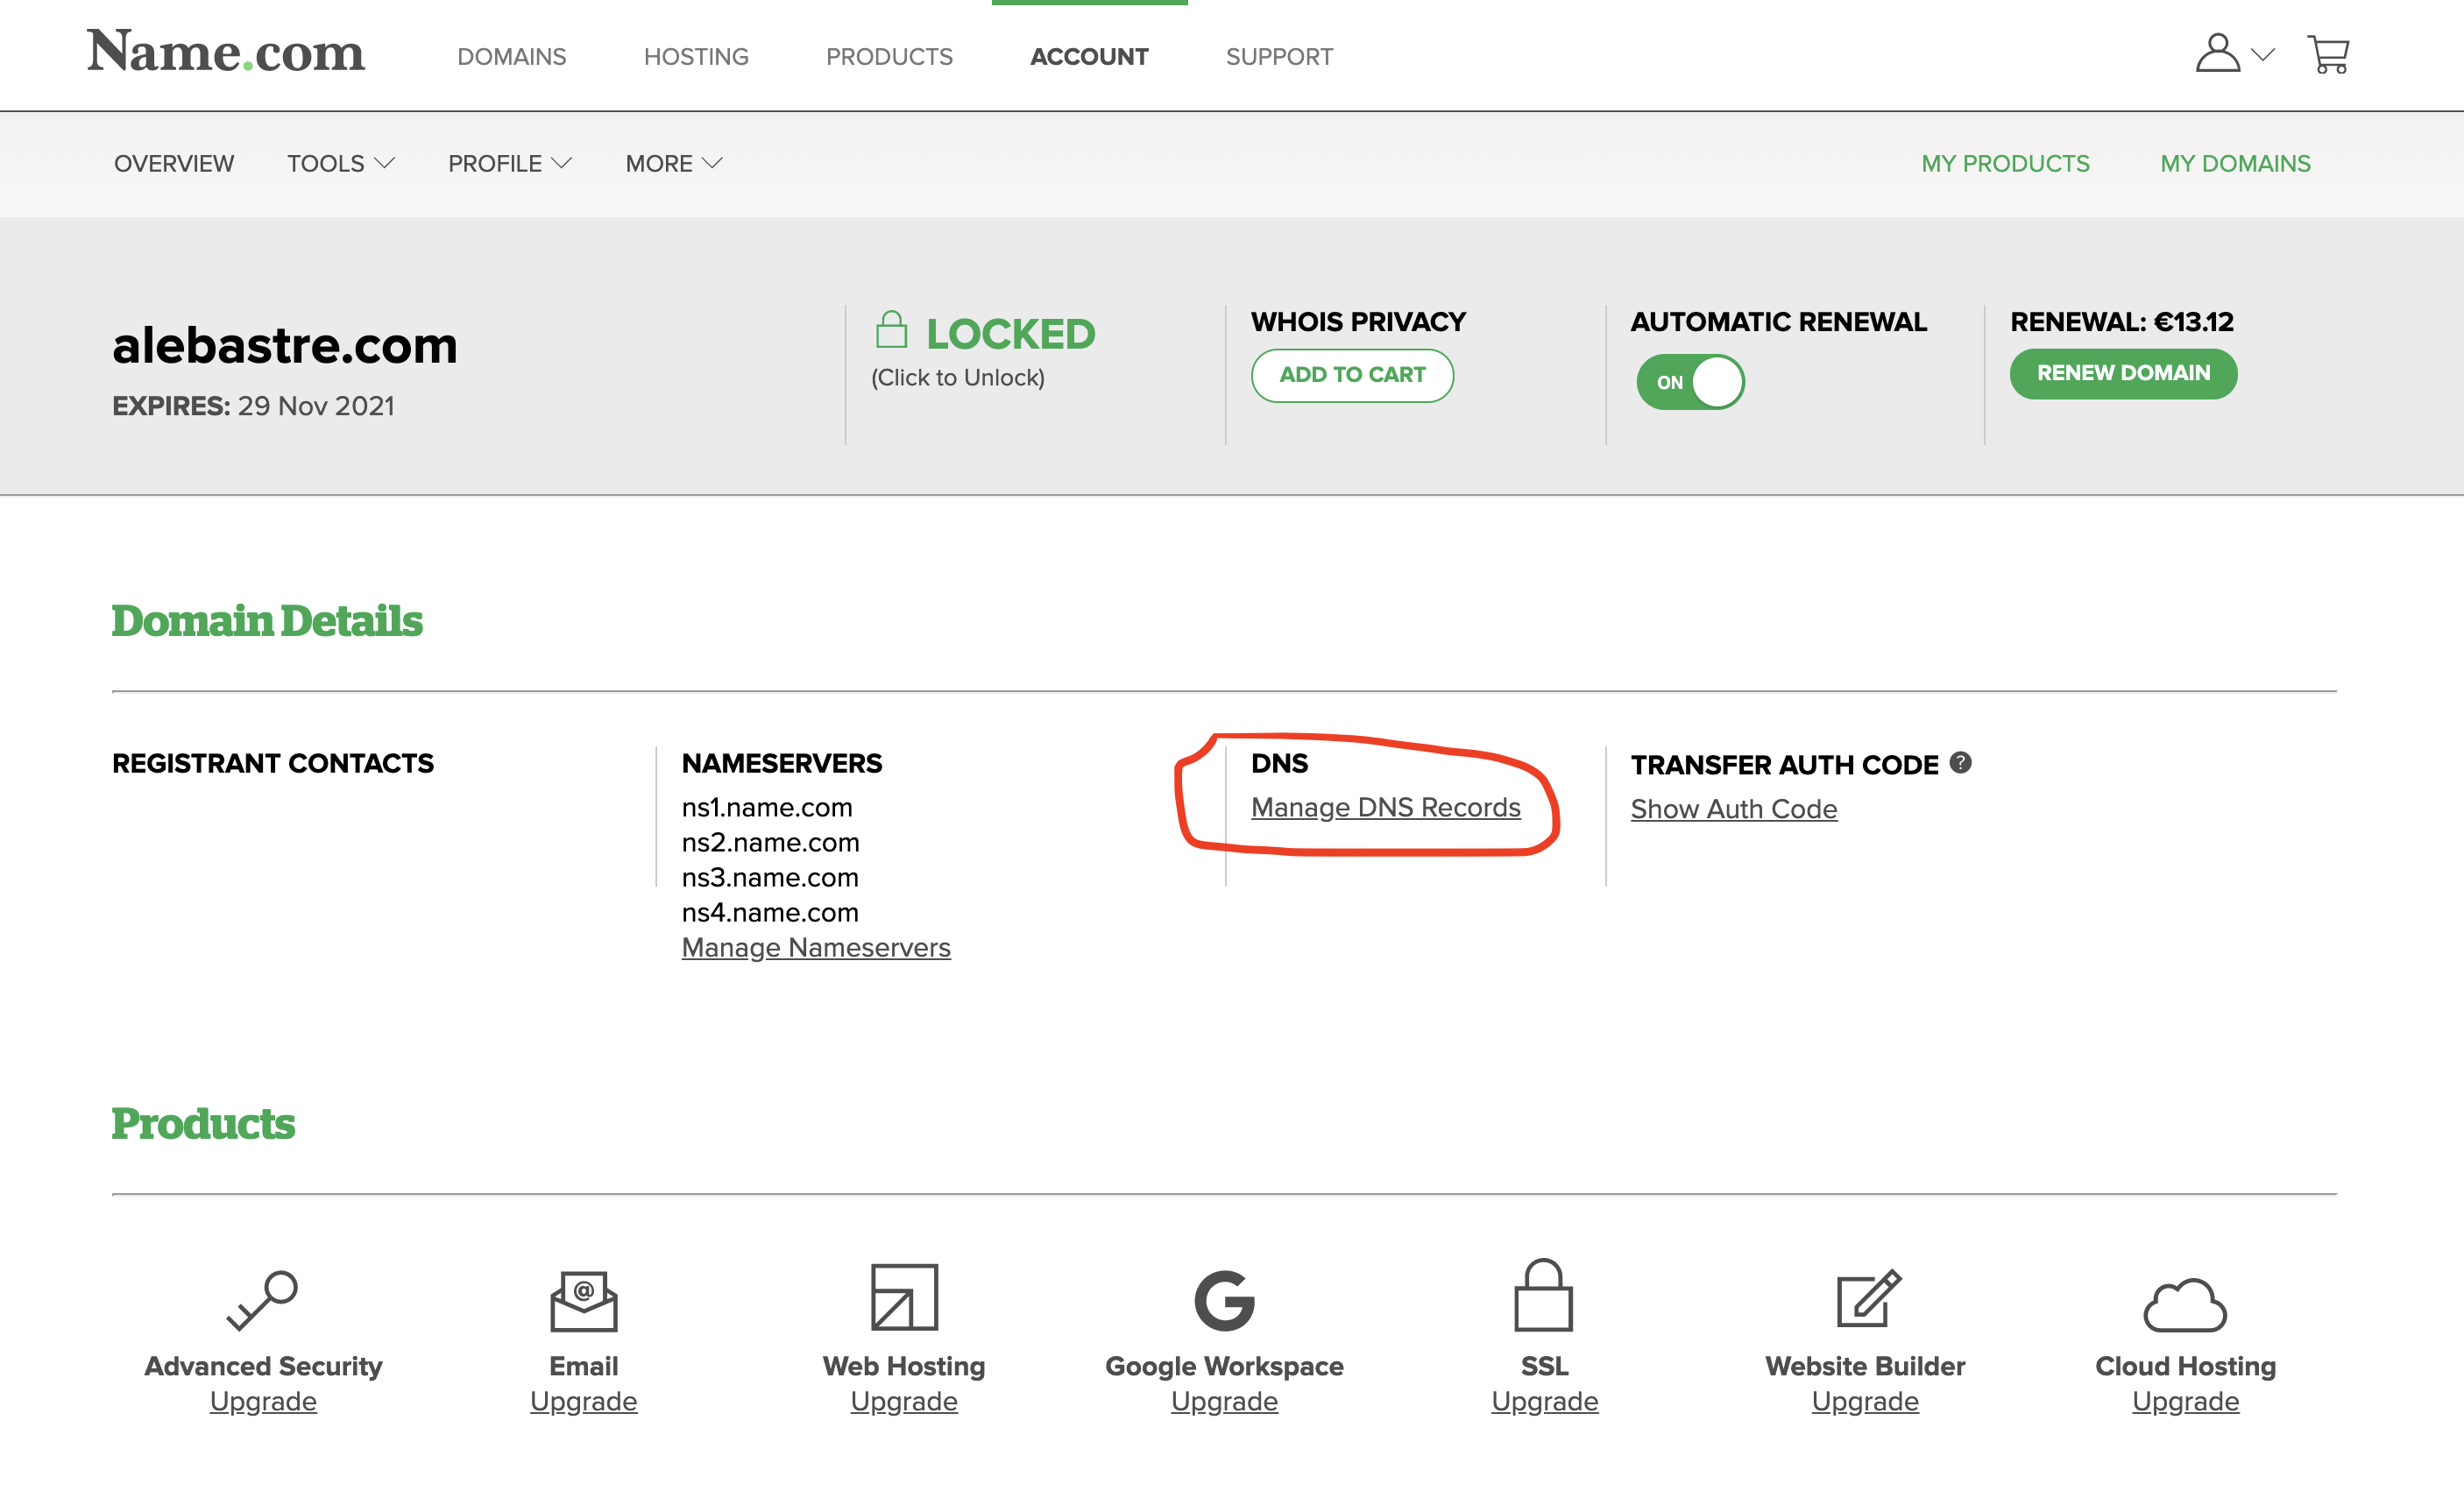 Name.com
DOMAINS HOSTING PRODUCTS ACCOUNT SUPPORT
OVERVIEW TOOLS PROFILE MORE MY PRODUCTS MY DOMAINS
alebastre.com
EXPIRES: 29 Nov 2021
LOCKED
(Click to Unlock)
WHOIS PRIVACY
ADD TO CART
AUTOMATIC RENEWAL
ON
RENEWAL: €13.12
RENEW DOMAIN
Domain Details
REGISTRANT CONTACTS
NAMESERVERS
ns1.name.com
ns2.name.com
ns3.name.com
ns4.name.com
Manage Nameservers
DNS
Manage DNS Records
TRANSFER AUTH CODE ?
Show Auth Code
Products
@
Advanced Security
Upgrade
Email
Upgrade
Web Hosting
Upgrade
G
Google Workspace
Upgrade
SSL
Upgrade
Website Builder
Upgrade
Cloud Hosting
Upgrade